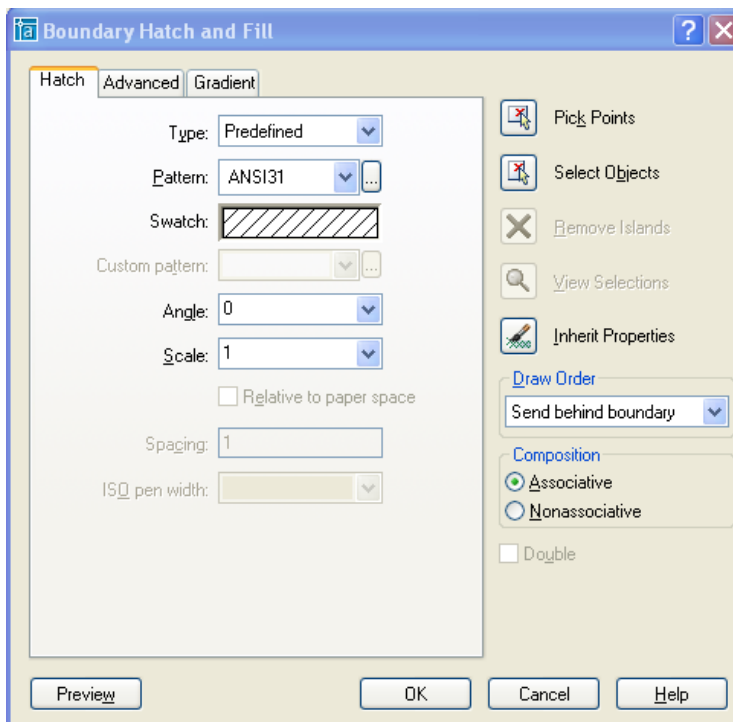 Boundary Hatch and Fill
Hatch Advanced Gradient
Type: Predefined
Pattern: ANSI31 ...
Swatch:
Custom pattern: ...
Angle: 0
Scale: 1
Relative to paper space
Spacing: 1
ISO pen width:
Pick Points
Select Objects
Remove Islands
View Selections
Inherit Properties
Draw Order
Send behind boundary
Composition
Associative
Nonassociative
Double
Preview OK Cancel Help